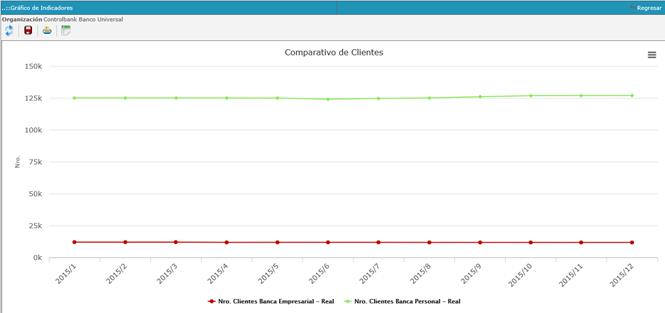 ..::Gráfico de Indicadores
Regresar
Organización Controlbank Banco Universal
Comparativo de Clientes
150k
125k
100k
75k
50k
25k
0k
Nro.
2015/1
2015/2
2015/3
2015/4
2015/5
2015/6
2015/7
2015/8
2015/9
2015/10
2015/11
2015/12
Nro. Clientes Banca Empresarial - Real
Nro. Clientes Banca Personal - Real